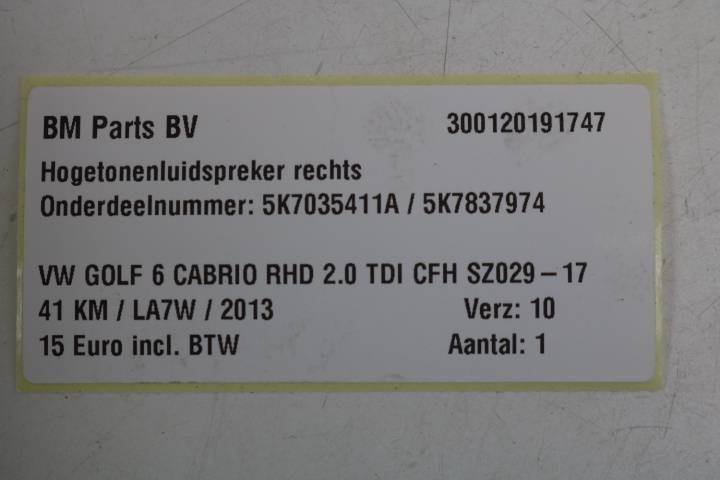 BM Parts BV 300120191747
Hogetonenluidspreker rechts
Onderdeelnummer: 5K7035411A / 5K7837974
VW GOLF 6 CABRIO RHD 2.0 TDI CFH SZ029 – 17
41 KM / LA7W / 2013 Verz: 10
15 Euro incl. BTW Aantal: 1